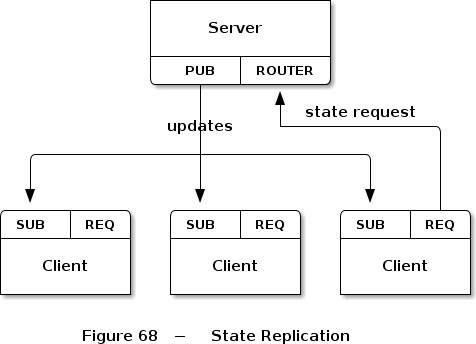 Server
PUB ROUTER
state request
updates
SUB REQ SUB REQ SUB REQ
Client Client Client
Figure 68 – State Replication